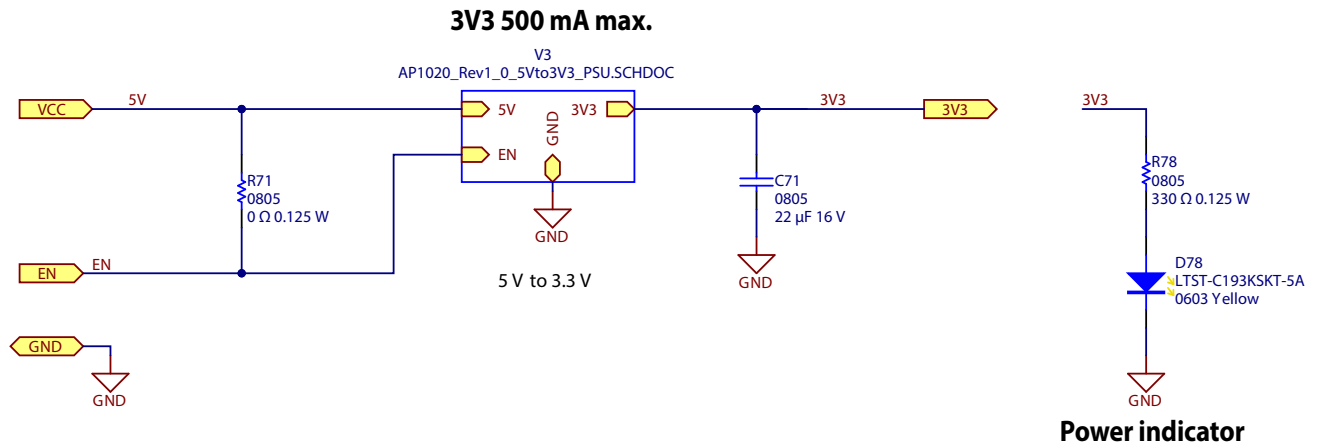 3V3 500 mA max.
V3
AP1020_Rev1_0_5Vto3V3_PSU.SCHDOC
VCC
5V
5V
3V3
GND
EN
GND
5 V to 3.3 V
R71
0805
0 Ω 0.125 W
EN
EN
GND
GND
C71
0805
22 µF 16 V
GND
3V3
3V3
3V3
R78
0805
330 Ω 0.125 W
D78
LTST-C193KSKT-5A
0603 Yellow
GND
Power indicator